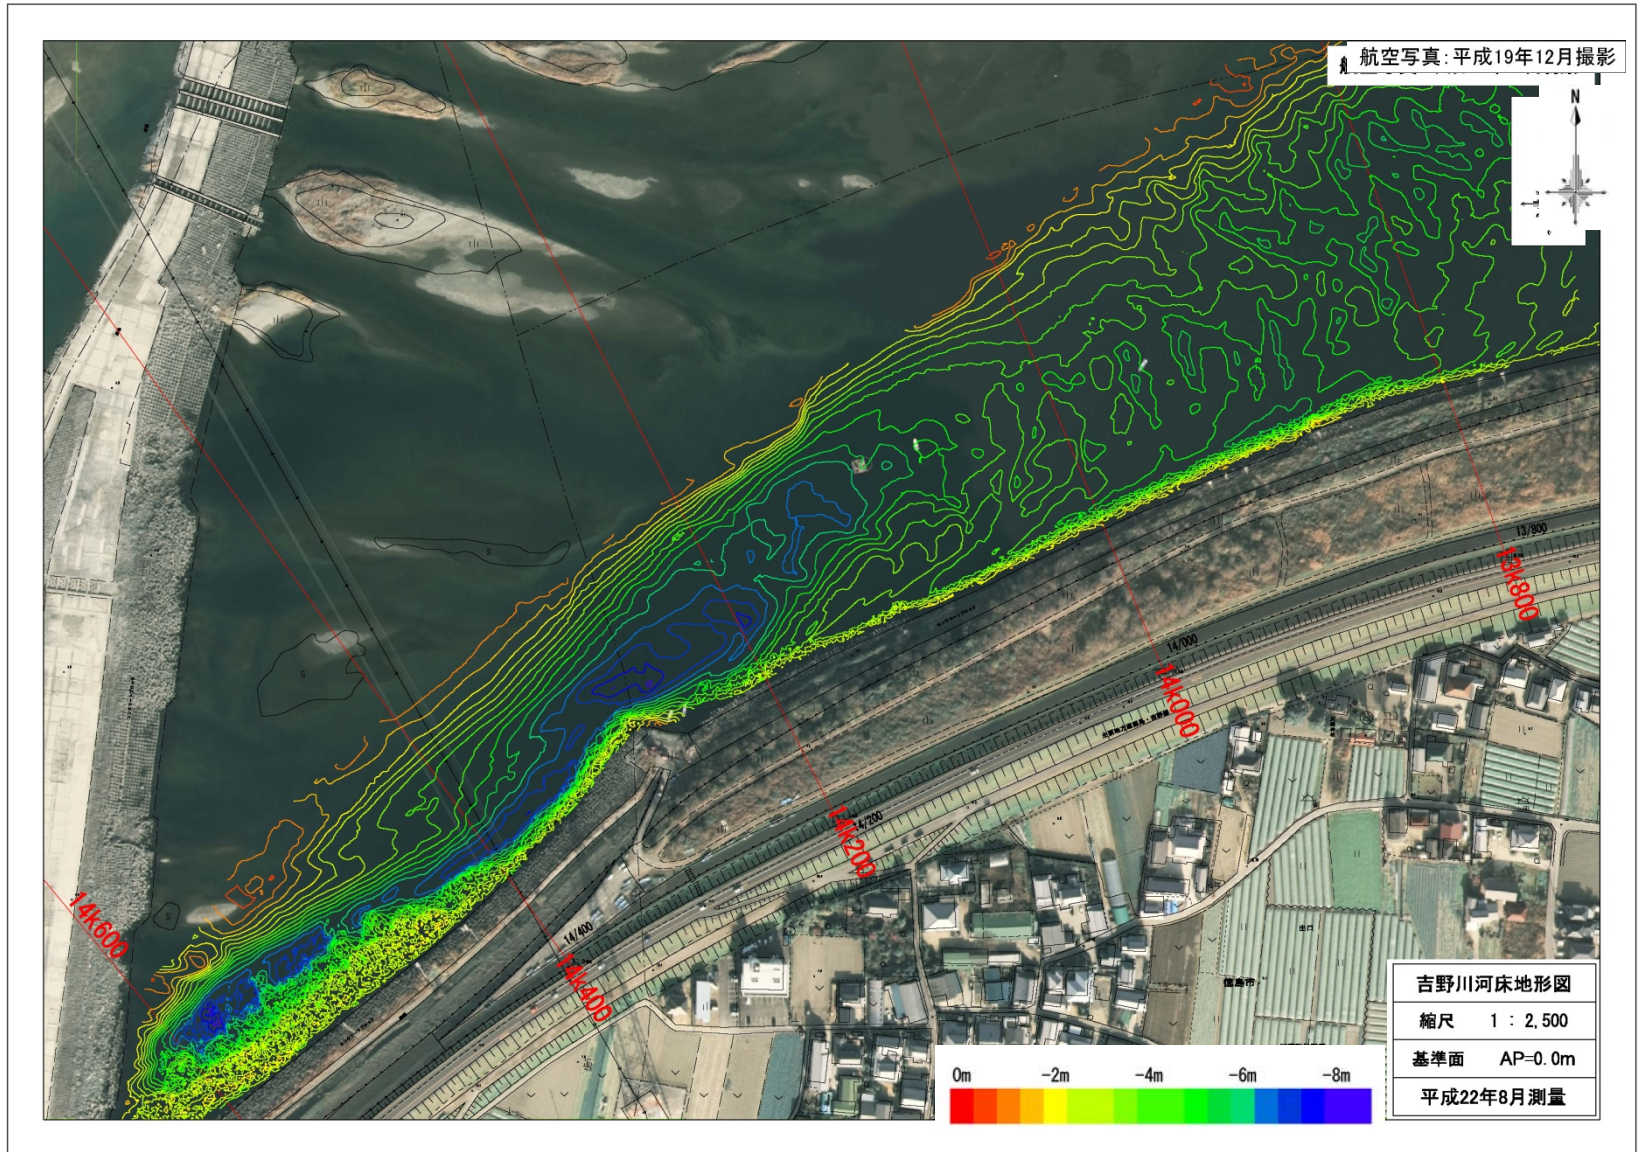 航空写真:平成19年12月撮影
N
13/800
13k800
14/000
14k000
14/200
14k200
14/400
14k400
14k600
徳島市
吉野川河床地形図
縮尺 1 : 2,500
基準面 AP=0.0m
平成22年8月測量
0m -2m -4m -6m -8m